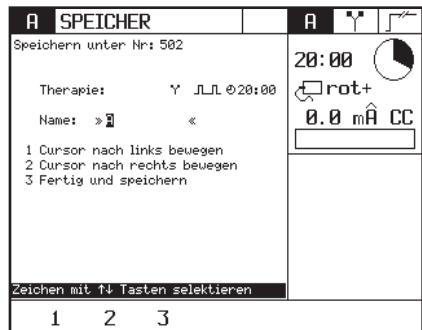 A SPEICHER
Speichern unter Nr: 502
Therapie: 20:00
Name: » «
1 Cursor nach links bewegen
2 Cursor nach rechts bewegen
3 Fertig und speichern
Zeichen mit ↑↓ Tasten selektieren
1 2 3
A
20:00
rot+
0.0 mÂ CC